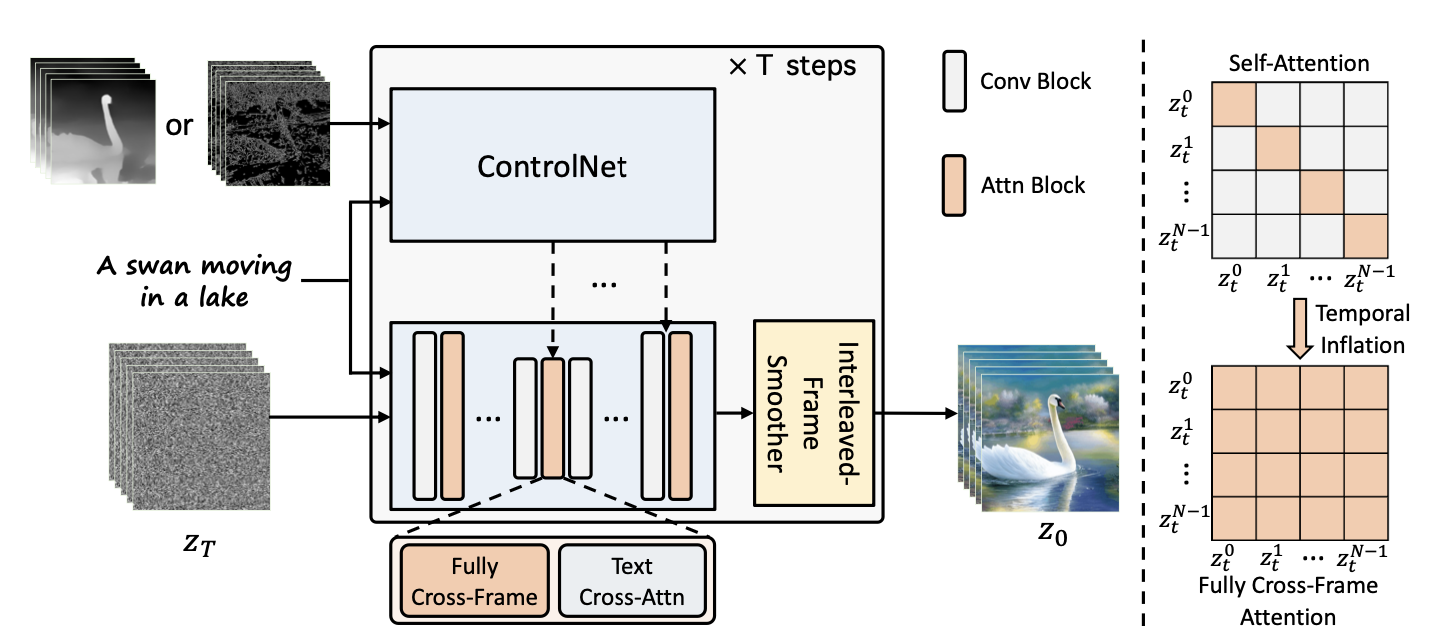 or
A swan moving
in a lake
z_T
× T steps
ControlNet
...
... ...
Interleaved-
Frame
Smoother
Fully
Cross-Frame
Text
Cross-Attn
Conv Block
Attn Block
z_0
Self-Attention
z_t^0
z_t^1
⋮
z_t^{N-1}
z_t^0 z_t^1 ... z_t^{N-1}
Temporal
Inflation
z_t^0
z_t^1
⋮
z_t^{N-1}
z_t^0 z_t^1 ... z_t^{N-1}
Fully Cross-Frame
Attention